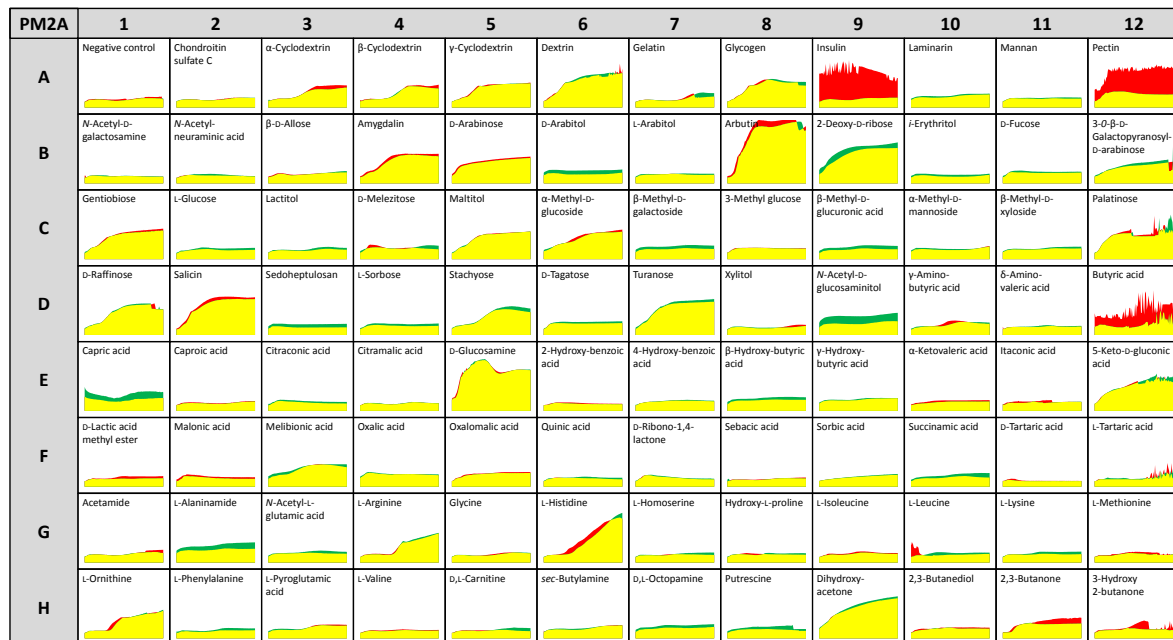 PM2A 1 2 3 4 5 6 7 8 9 10 11 12
A
Negative control
Chondroitin
sulfate C
α-Cyclodextrin
β-Cyclodextrin
γ-Cyclodextrin
Dextrin
Gelatin
Glycogen
Insulin
Laminarin
Mannan
Pectin
B
N-Acetyl-D-
galactosamine
N-Acetyl-
neuraminic acid
β-D-Allose
Amygdalin
D-Arabinose
D-Arabitol
L-Arabitol
Arbutin
2-Deoxy-D-ribose
i-Erythritol
D-Fucose
3-O-β-D-
Galactopyranosyl-
D-arabinose
C
Gentiobiose
L-Glucose
Lactitol
D-Melezitose
Maltitol
α-Methyl-D-
glucoside
β-Methyl-D-
galactoside
3-Methyl glucose
β-Methyl-D-
glucuronic acid
α-Methyl-D-
mannoside
β-Methyl-D-
xyloside
Palatinose
D
D-Raffinose
Salicin
Sedoheptulosan
L-Sorbose
Stachyose
D-Tagatose
Turanose
Xylitol
N-Acetyl-D-
glucosaminitol
γ-Amino-
butyric acid
δ-Amino-
valeric acid
Butyric acid
E
Capric acid
Caproic acid
Citraconic acid
Citramalic acid
D-Glucosamine
2-Hydroxy-benzoic
acid
4-Hydroxy-benzoic
acid
β-Hydroxy-butyric
acid
γ-Hydroxy-
butyric acid
α-Ketovaleric acid
Itaconic acid
5-Keto-D-gluconic
acid
F
D-Lactic acid
methyl ester
Malonic acid
Melibionic acid
Oxalic acid
Oxalomalic acid
Quinic acid
D-Ribono-1,4-
lactone
Sebacic acid
Sorbic acid
Succinamic acid
D-Tartaric acid
L-Tartaric acid
G
Acetamide
L-Alaninamide
N-Acetyl-L-
glutamic acid
L-Arginine
Glycine
L-Histidine
L-Homoserine
Hydroxy-L-proline
L-Isoleucine
L-Leucine
L-Lysine
L-Methionine
H
L-Ornithine
L-Phenylalanine
L-Pyroglutamic
acid
L-Valine
D,L-Carnitine
sec-Butylamine
D,L-Octopamine
Putrescine
Dihydroxy-
acetone
2,3-Butanediol
2,3-Butanone
3-Hydroxy
2-butanone